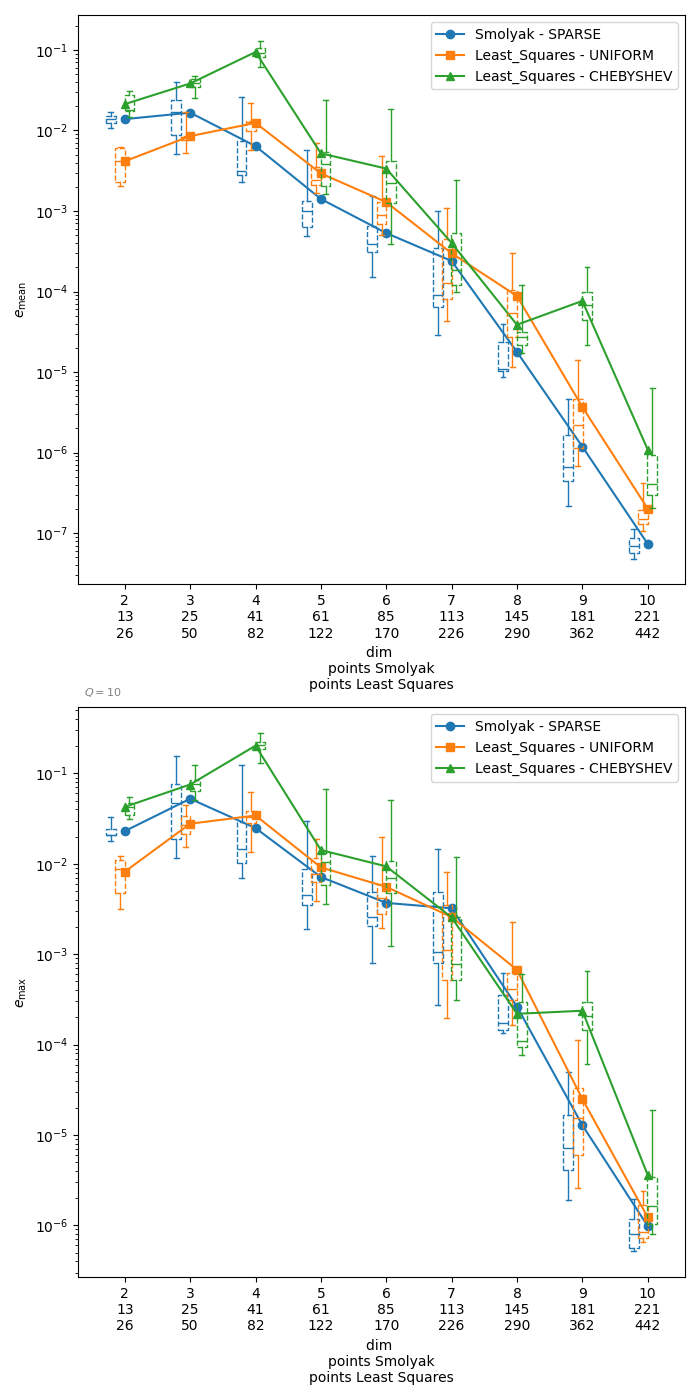 10⁻¹
10⁻²
10⁻³
10⁻⁴
10⁻⁵
10⁻⁶
10⁻⁷
e_mean
Smolyak - SPARSE
Least_Squares - UNIFORM
Least_Squares - CHEBYSHEV
2 3 4 5 6 7 8 9 10
13 25 41 61 85 113 145 181 221
26 50 82 122 170 226 290 362 442
dim
points Smolyak
points Least Squares
Q = 10
10⁻¹
10⁻²
10⁻³
10⁻⁴
10⁻⁵
10⁻⁶
e_max
Smolyak - SPARSE
Least_Squares - UNIFORM
Least_Squares - CHEBYSHEV
2 3 4 5 6 7 8 9 10
13 25 41 61 85 113 145 181 221
26 50 82 122 170 226 290 362 442
dim
points Smolyak
points Least Squares